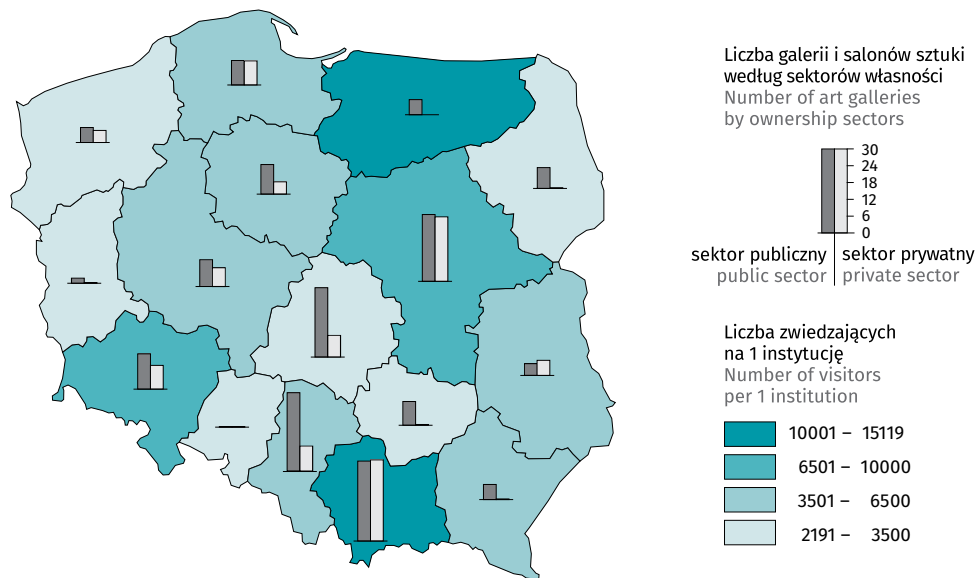 Liczba galerii i salonów sztuki
według sektorów własności
Number of art galleries
by ownership sectors
30
24
18
12
6
0
sektor publiczny sektor prywatny
public sector private sector
Liczba zwiedzających
na 1 instytucję
Number of visitors
per 1 institution
10001 – 15119
6501 – 10000
3501 – 6500
2191 – 3500